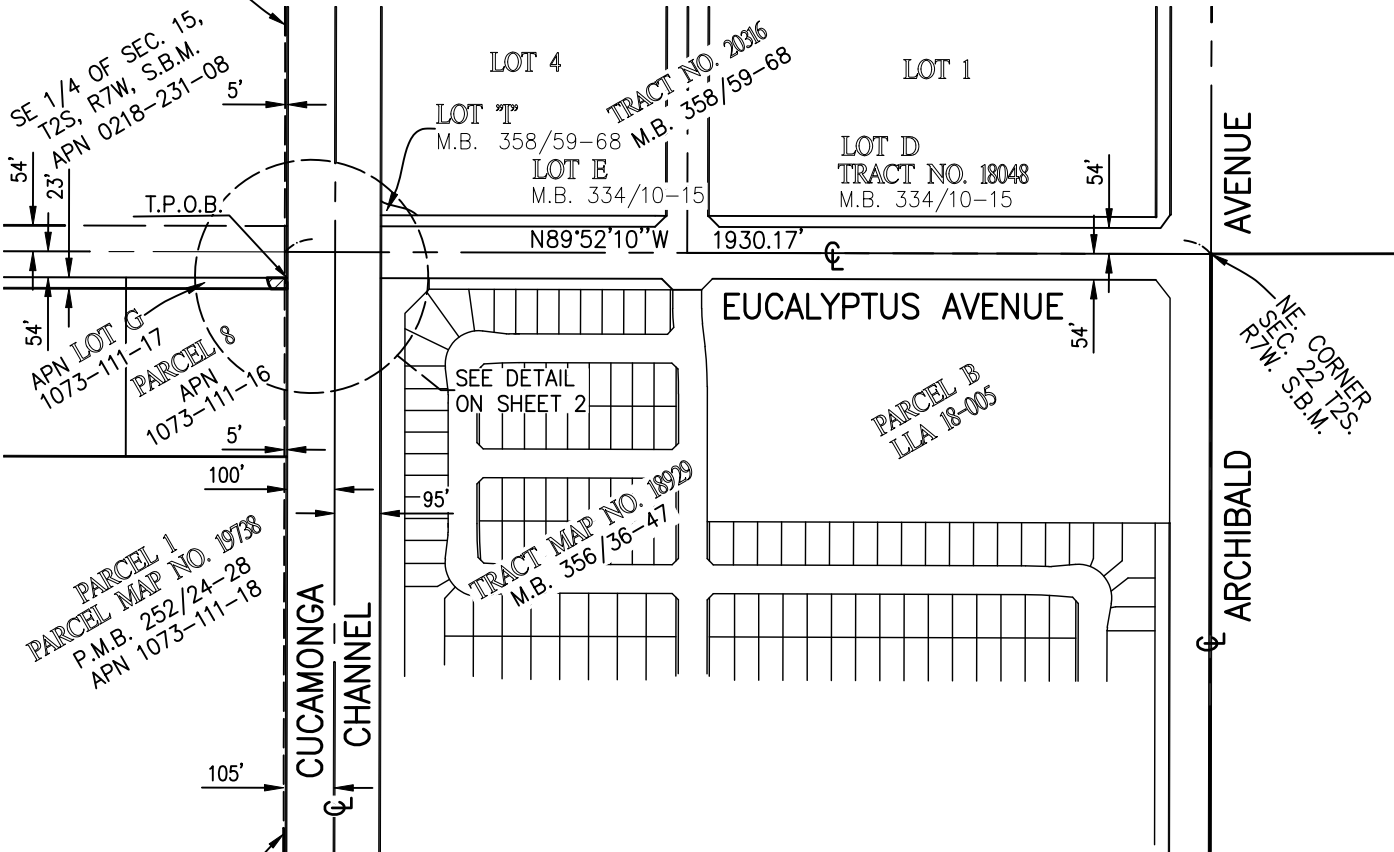 SE 1/4 OF SEC. 15,
T2S, R7W, S.B.M.
APN 0218-231-08
5'
54'
23'
T.P.O.B.
LOT 4
LOT "I"
M.B. 358/59-68
LOT E
M.B. 334/10-15
TRACT NO. 20316
M.B. 358/59-68
LOT 1
LOT D
TRACT NO. 18048
M.B. 334/10-15
54'
AVENUE
N89°52'10"W 1930.17'
CL
EUCALYPTUS AVENUE
54'
NE. CORNER
SEC. 22 T2S.
R7W. S.B.M.
54'
APN LOT G
1073-111-17
PARCEL 8
APN
1073-111-16
SEE DETAIL
ON SHEET 2
PARCEL B
LLA 18-005
5'
100'
95'
TRACT MAP NO. 18929
M.B. 356/36-47
PARCEL 1
PARCEL MAP NO. 19738
P.M.B. 252/24-28
APN 1073-111-18
CUCAMONGA
CHANNEL
ARCHIBALD
CL
105'
CL